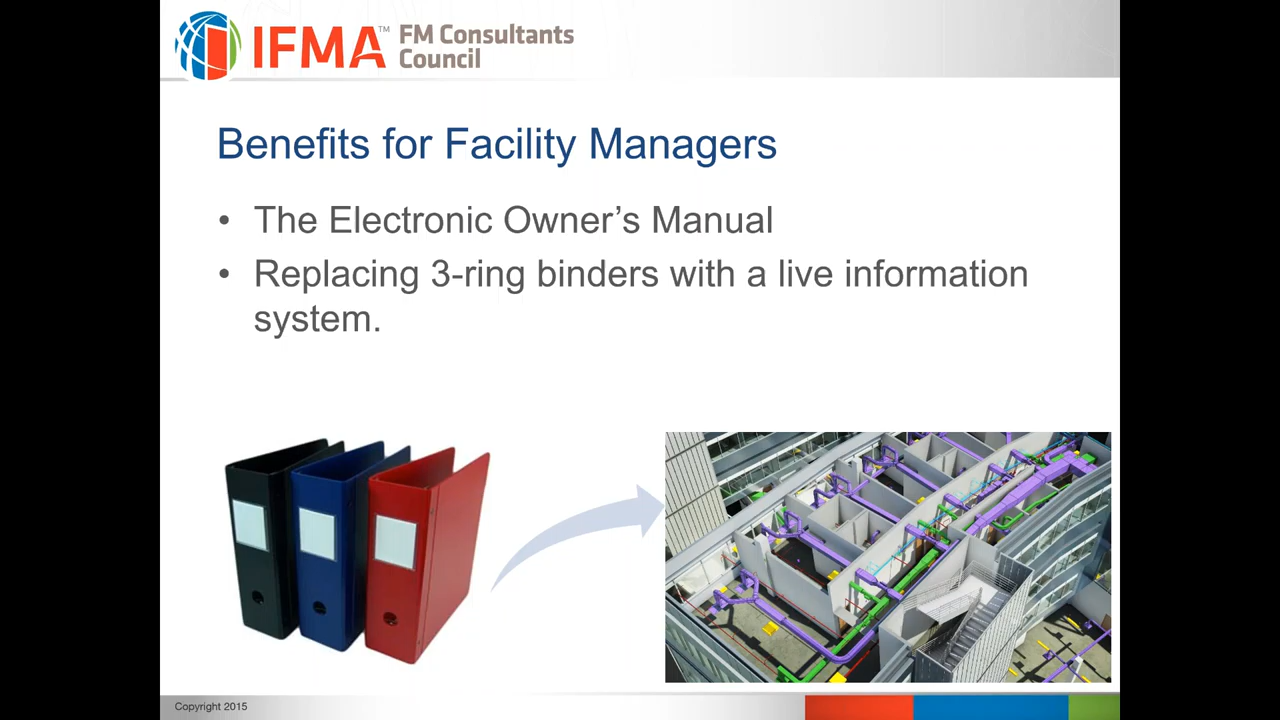 IFMA™ FM Consultants
Council
Benefits for Facility Managers
• The Electronic Owner’s Manual
• Replacing 3-ring binders with a live information
system.
Copyright 2015